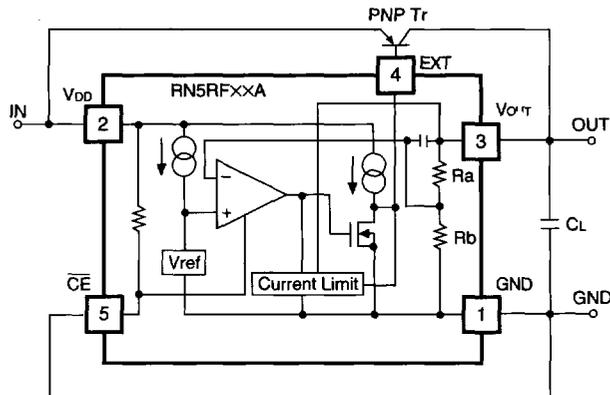 PNP Tr
EXT
4
RN5RF××A
VDD
IN
2
VOUT
3
OUT
Ra
−
+
Rb
CL
Vref
Current Limit
CE
5
GND
1
GND